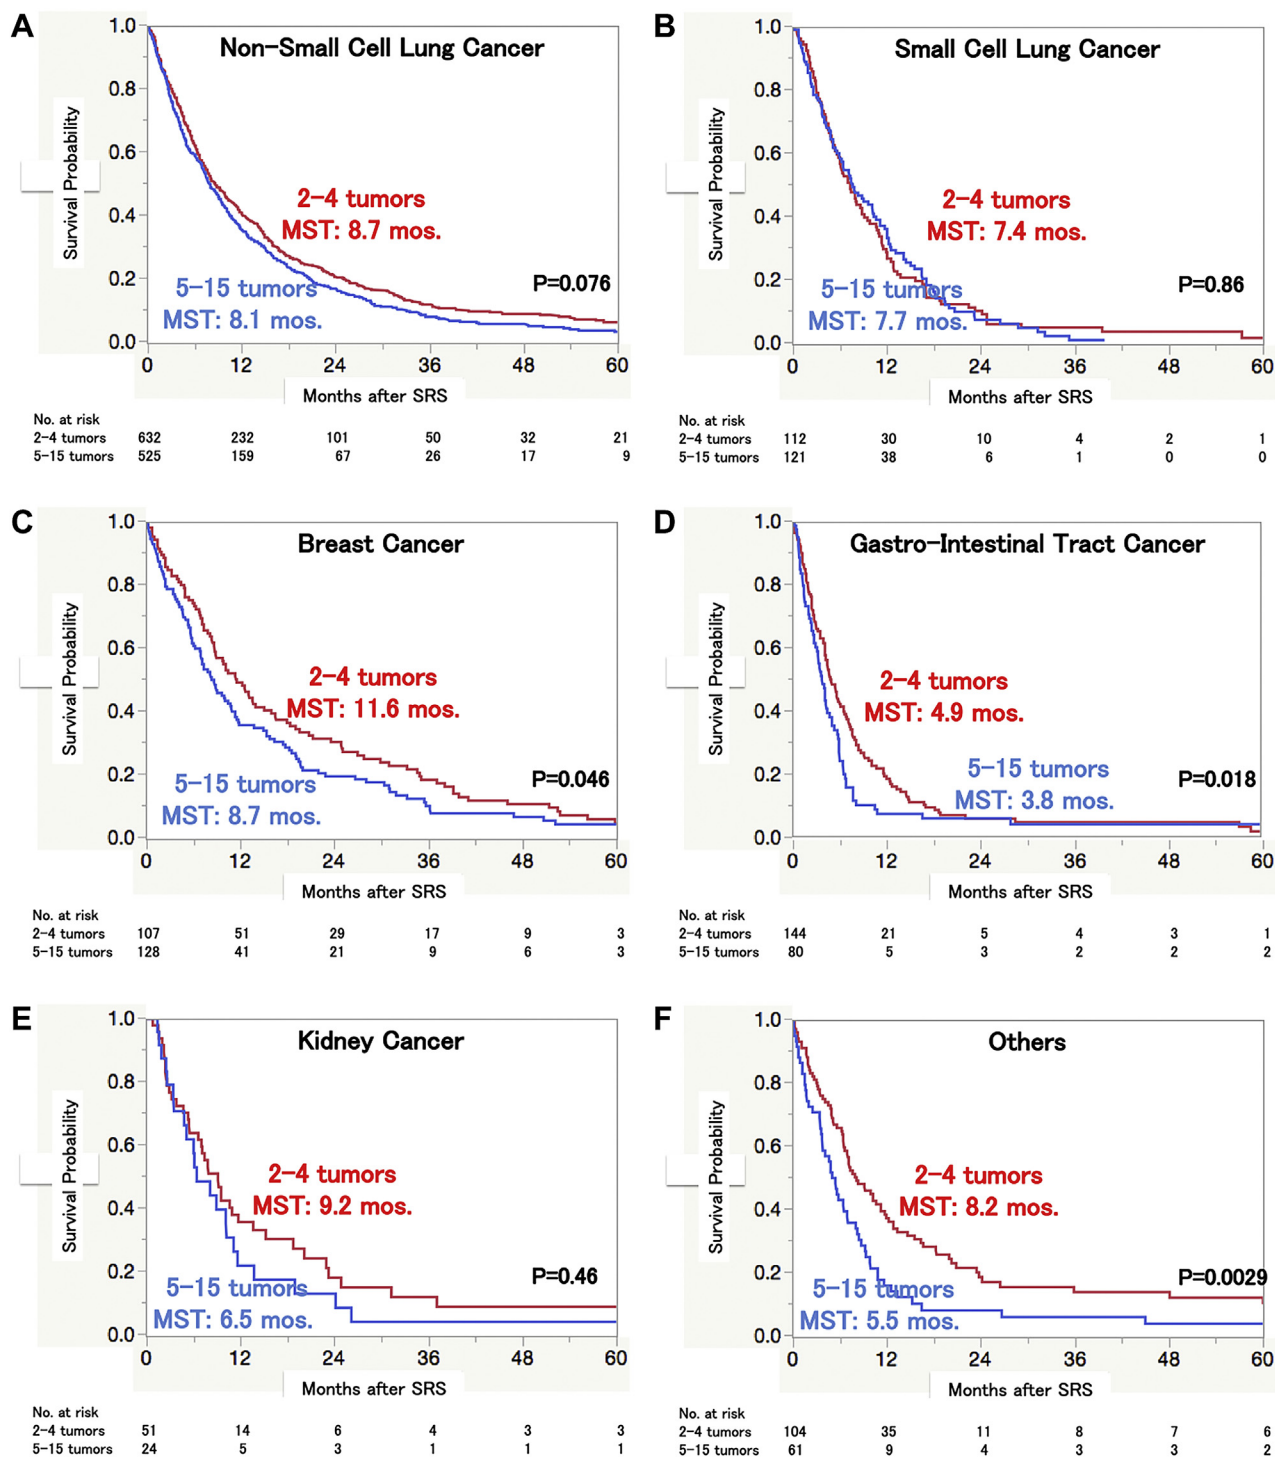 A
Non-Small Cell Lung Cancer
Survival Probability
1.0
0.8
0.6
0.4
0.2
0.0
2-4 tumors
MST: 8.7 mos.
5-15 tumors
MST: 8.1 mos.
P=0.076
0 12 24 36 48 60
Months after SRS
No. at risk
2-4 tumors 632 232 101 50 32 21
5-15 tumors 525 159 67 26 17 9
B
Small Cell Lung Cancer
Survival Probability
1.0
0.8
0.6
0.4
0.2
0.0
2-4 tumors
MST: 7.4 mos.
5-15 tumors
MST: 7.7 mos.
P=0.86
0 12 24 36 48 60
Months after SRS
No. at risk
2-4 tumors 112 30 10 4 2 1
5-15 tumors 121 38 6 1 0 0
C
Breast Cancer
Survival Probability
1.0
0.8
0.6
0.4
0.2
0.0
2-4 tumors
MST: 11.6 mos.
5-15 tumors
MST: 8.7 mos.
P=0.046
0 12 24 36 48 60
Months after SRS
No. at risk
2-4 tumors 107 51 29 17 9 3
5-15 tumors 128 41 21 9 6 3
D
Gastro-Intestinal Tract Cancer
Survival Probability
1.0
0.8
0.6
0.4
0.2
0.0
2-4 tumors
MST: 4.9 mos.
5-15 tumors
MST: 3.8 mos.
P=0.018
0 12 24 36 48 60
Months after SRS
No. at risk
2-4 tumors 144 21 5 4 3 1
5-15 tumors 80 5 3 2 2 2
E
Kidney Cancer
Survival Probability
1.0
0.8
0.6
0.4
0.2
0.0
2-4 tumors
MST: 9.2 mos.
5-15 tumors
MST: 6.5 mos.
P=0.46
0 12 24 36 48 60
Months after SRS
No. at risk
2-4 tumors 51 14 6 4 3 3
5-15 tumors 24 5 3 1 1 1
F
Others
Survival Probability
1.0
0.8
0.6
0.4
0.2
0.0
2-4 tumors
MST: 8.2 mos.
5-15 tumors
MST: 5.5 mos.
P=0.0029
0 12 24 36 48 60
Months after SRS
No. at risk
2-4 tumors 104 35 11 8 7 6
5-15 tumors 61 9 4 3 3 2